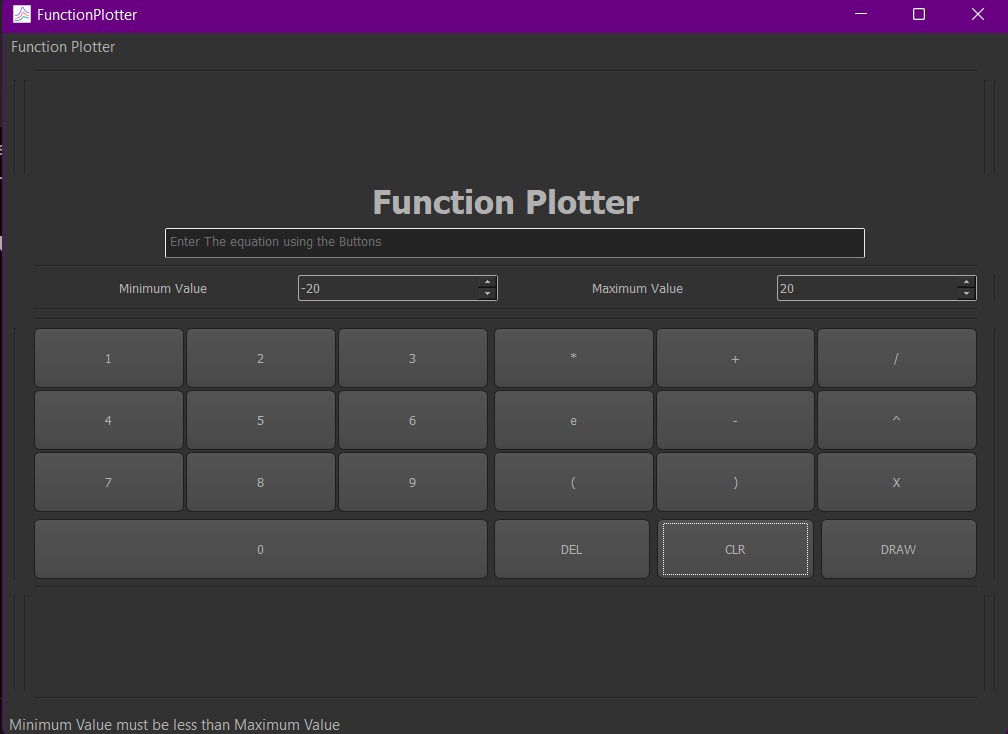 FunctionPlotter
Function Plotter
Function Plotter
Enter The equation using the Buttons
Minimum Value -20 Maximum Value 20
1 2 3 * + /
4 5 6 e - ^
7 8 9 ( ) X
0 DEL CLR DRAW
Minimum Value must be less than Maximum Value